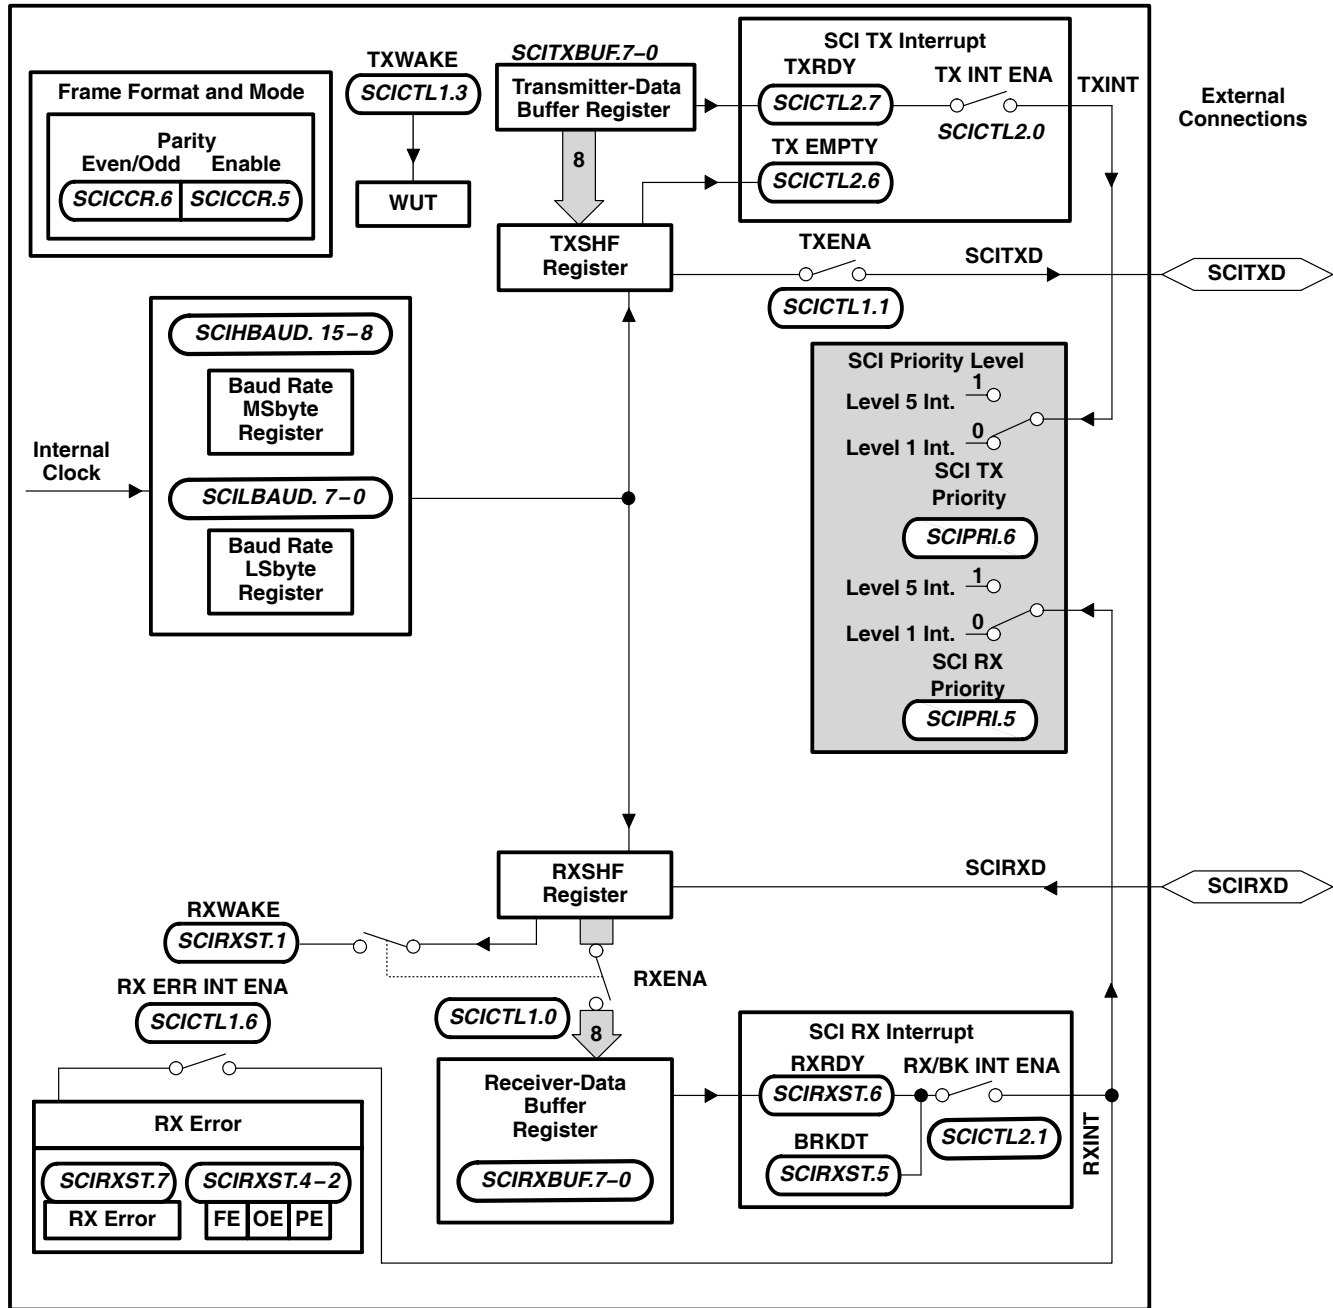 Frame Format and Mode
Parity
Even/Odd Enable
SCICCR.6 SCICCR.5
TXWAKE
SCICTL1.3
WUT
SCITXBUF.7–0
Transmitter-Data
Buffer Register
8
TXSHF
Register
SCI TX Interrupt
TXRDY
SCICTL2.7
TX INT ENA
SCICTL2.0
TX EMPTY
SCICTL2.6
TXINT
External
Connections
TXENA
SCICTL1.1
SCITXD
SCITXD
Internal
Clock
SCIHBAUD. 15–8
Baud Rate
MSbyte
Register
SCILBAUD. 7–0
Baud Rate
LSbyte
Register
SCI Priority Level
1
Level 5 Int.
0
Level 1 Int.
SCI TX
Priority
SCIPRI.6
1
Level 5 Int.
0
Level 1 Int.
SCI RX
Priority
SCIPRI.5
RXSHF
Register
SCIRXD
SCIRXD
RXWAKE
SCIRXST.1
RXENA
SCICTL1.0
8
RX ERR INT ENA
SCICTL1.6
RX Error
SCIRXST.7 SCIRXST.4–2
RX Error FE OE PE
Receiver-Data
Buffer
Register
SCIRXBUF.7–0
SCI RX Interrupt
RXRDY
SCIRXST.6
RX/BK INT ENA
SCICTL2.1
BRKDT
SCIRXST.5
RXINT